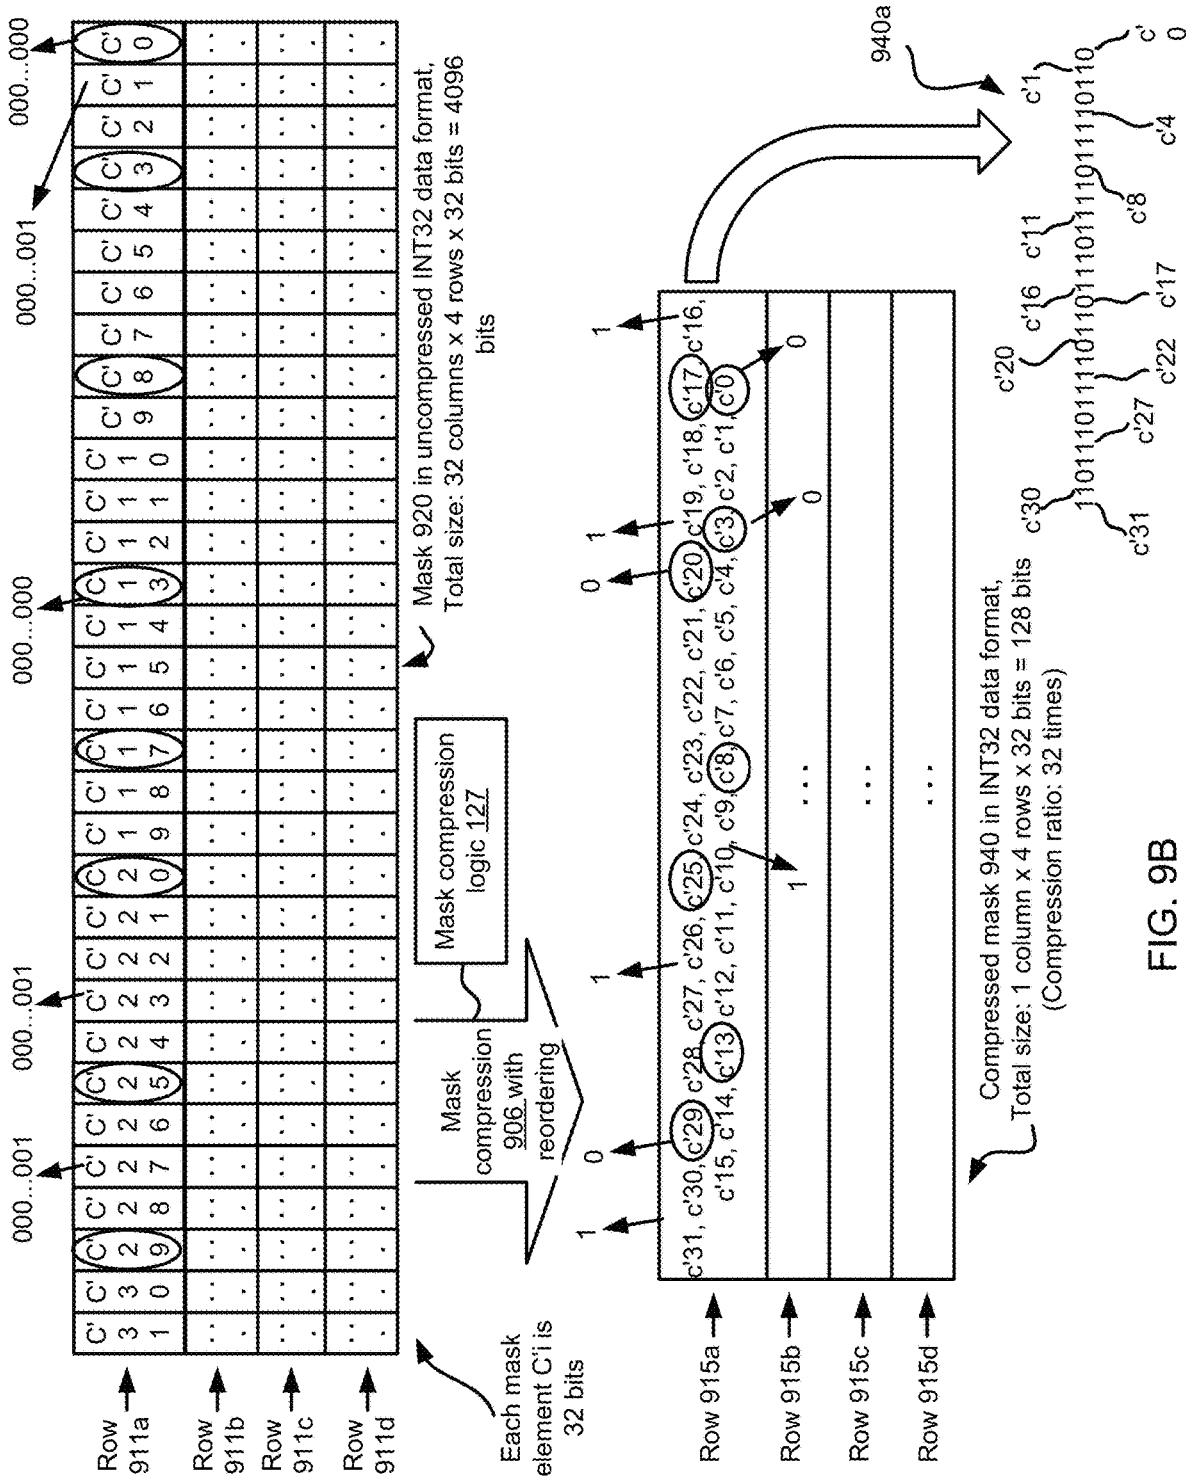 000...001
000...001
000...000
000...001
000...000
Row 911a
C'31 C'30 C'29 C'28 C'27 C'26 C'25 C'24 C'23 C'22 C'21 C'20 C'19 C'18 C'17 C'16 C'15 C'14 C'13 C'12 C'11 C'10 C'9 C'8 C'7 C'6 C'5 C'4 C'3 C'2 C'1 C'0
Row 911b
Row 911c
Row 911d
Each mask
element C'i is
32 bits
Mask
compression
906 with
reordering
Mask compression
logic 127
Mask 920 in uncompressed INT32 data format,
Total size: 32 columns x 4 rows x 32 bits = 4096
bits
1
0
1
0
1
1
Row 915a
c'31, c'30, c'29, c'28, c'27, c'26, c'25, c'24, c'23, c'22, c'21, c'20, c'19, c'18, c'17, c'16,
c'15, c'14, c'13, c'12, c'11, c'10, c'9, c'8, c'7, c'6, c'5, c'4, c'3, c'2, c'1, c'0
Row 915b
1
...
0
0
Row 915c
...
Row 915d
...
Compressed mask 940 in INT32 data format,
Total size: 1 column x 4 rows x 32 bits = 128 bits
(Compression ratio: 32 times)
940a
c'30
c'20
c'16
c'11
c'1
11011101111011011101111011110110
c'31
c'27
c'22
c'17
c'8
c'4
c'
0
FIG. 9B